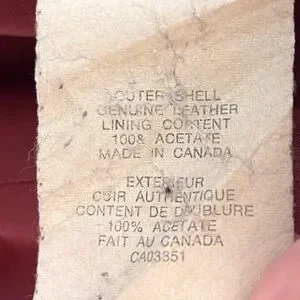 OUTER SHELL
GENUINE LEATHER
LINING CONTENT
100% ACETATE
MADE IN CANADA
EXTERIEUR
CUIR AUTHENTIQUE
CONTENT DE DOUBLURE
100% ACETATE
FAIT AU CANADA
CA03851